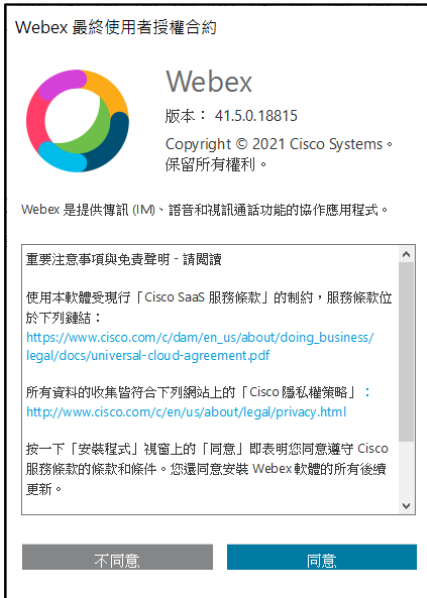 Webex 最終使用者授權合約
Webex
版本： 41.5.0.18815
Copyright © 2021 Cisco Systems。
保留所有權利。
Webex 是提供傳訊 (IM)、語音和視訊通話功能的協作應用程式。
重要注意事項與免責聲明 - 請閱讀
使用本軟體受現行「Cisco SaaS 服務條款」的制約，服務條款位
於下列鏈結：
https://www.cisco.com/c/dam/en_us/about/doing_business/
legal/docs/universal-cloud-agreement.pdf
所有資料的收集皆符合下列網站上的「Cisco 隱私權策略」：
http://www.cisco.com/c/en/us/about/legal/privacy.html
按一下「安裝程式」視窗上的「同意」即表明您同意遵守 Cisco
服務條款的條款和條件。您還同意安裝 Webex 軟體的所有後續
更新。
不同意
同意